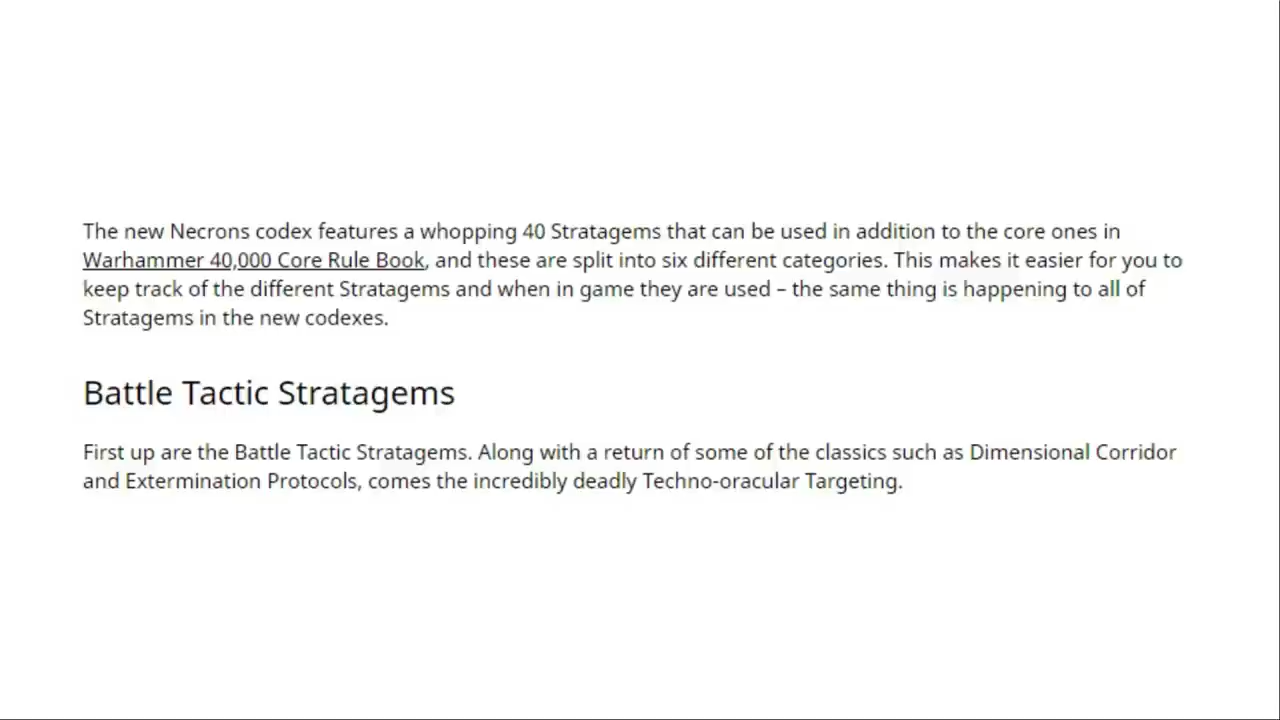 The new Necrons codex features a whopping 40 Stratagems that can be used in addition to the core ones in
Warhammer 40,000 Core Rule Book, and these are split into six different categories. This makes it easier for you to
keep track of the different Stratagems and when in game they are used – the same thing is happening to all of
Stratagems in the new codexes.
Battle Tactic Stratagems
First up are the Battle Tactic Stratagems. Along with a return of some of the classics such as Dimensional Corridor
and Extermination Protocols, comes the incredibly deadly Techno-oracular Targeting.